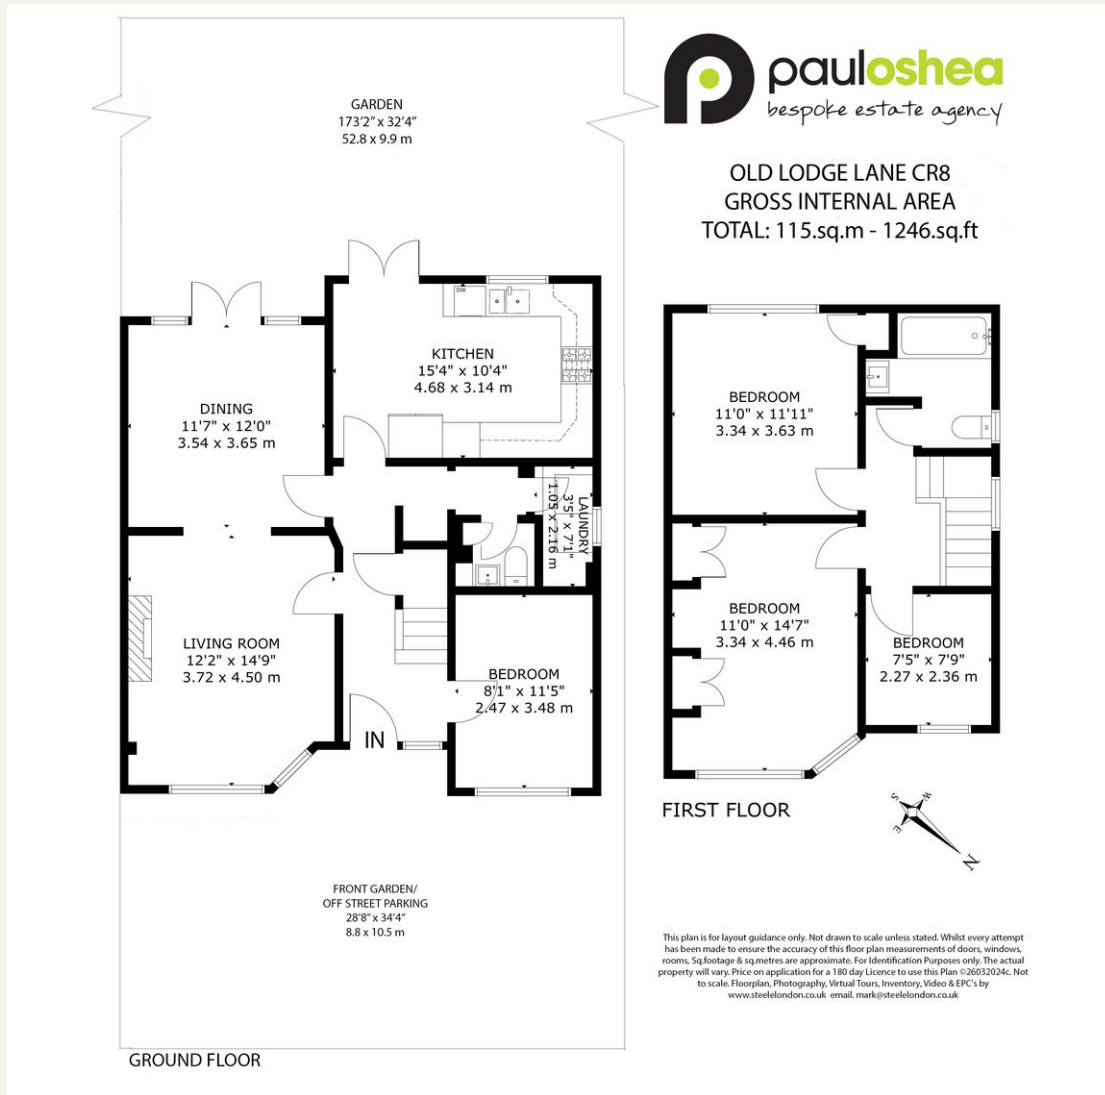 GARDEN
173'2" x 32'4"
52.8 x 9.9 m
pauloshea
bespoke estate agency
OLD LODGE LANE CR8
GROSS INTERNAL AREA
TOTAL: 115.sq.m - 1246.sq.ft
DW
KITCHEN
15'4" x 10'4"
4.68 x 3.14 m
DINING
11'7" x 12'0"
3.54 x 3.65 m
LAUNDRY
3'5" x 7'1"
1.05 x 2.16 m
LIVING ROOM
12'2" x 14'9"
3.72 x 4.50 m
BEDROOM
8'1" x 11'5"
2.47 x 3.48 m
IN
BEDROOM
11'0" x 11'11"
3.34 x 3.63 m
BEDROOM
11'0" x 14'7"
3.34 x 4.46 m
BEDROOM
7'5" x 7'9"
2.27 x 2.36 m
FIRST FLOOR
S
W
E
N
FRONT GARDEN/
OFF STREET PARKING
28'8" x 34'4"
8.8 x 10.5 m
This plan is for layout guidance only. Not drawn to scale unless stated. Whilst every attempt
has been made to ensure the accuracy of this floor plan measurements of doors, windows,
rooms, Sq.footage & sq.metres are approximate. For Identification Purposes only. The actual
property will vary. Price on application for a 180 day Licence to use this Plan ©26032024c. Not
to scale. Floorplan, Photography, Virtual Tours, Inventory, Video & EPC's by
www.steelelondon.co.uk email. mark@steelelondon.co.uk
GROUND FLOOR